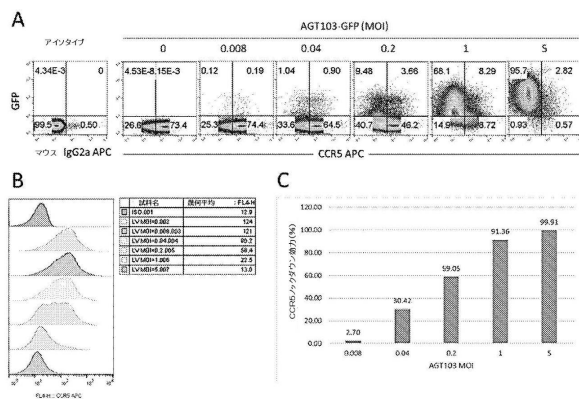 A
AGT103-GFP (MOI)
アイソタイプ
0 0.008 0.04 0.2 1 5
4.34E-3 0 4.53E-3 8.15E-3 0.12 0.19 1.04 0.90 9.48 3.66 68.1 8.29 95.7 2.82
GFP
99.5 0.50 26.6 73.4 25.3 74.4 33.6 64.5 40.7 46.2 14.9 8.72 0.93 0.57
マウス IgG2a APC
CCR5 APC
B
試料名 幾何平均 : FL4-H
ISO.001 12.9
LV MOI=0.002 124
LV MOI=0.008.003 121
LV MOI=0.04.004 90.2
LV MOI=0.2.005 58.4
LV MOI=1.006 22.5
LV MOI=5.007 13.0
FL4-H :: CCR5 APC
C
CCR5ノックダウン効力(%)
120.00
100.00
80.00
60.00
40.00
20.00
0.00
2.70 30.42 59.05 91.36 99.91
0.008 0.04 0.2 1 5
AGT103 MOI